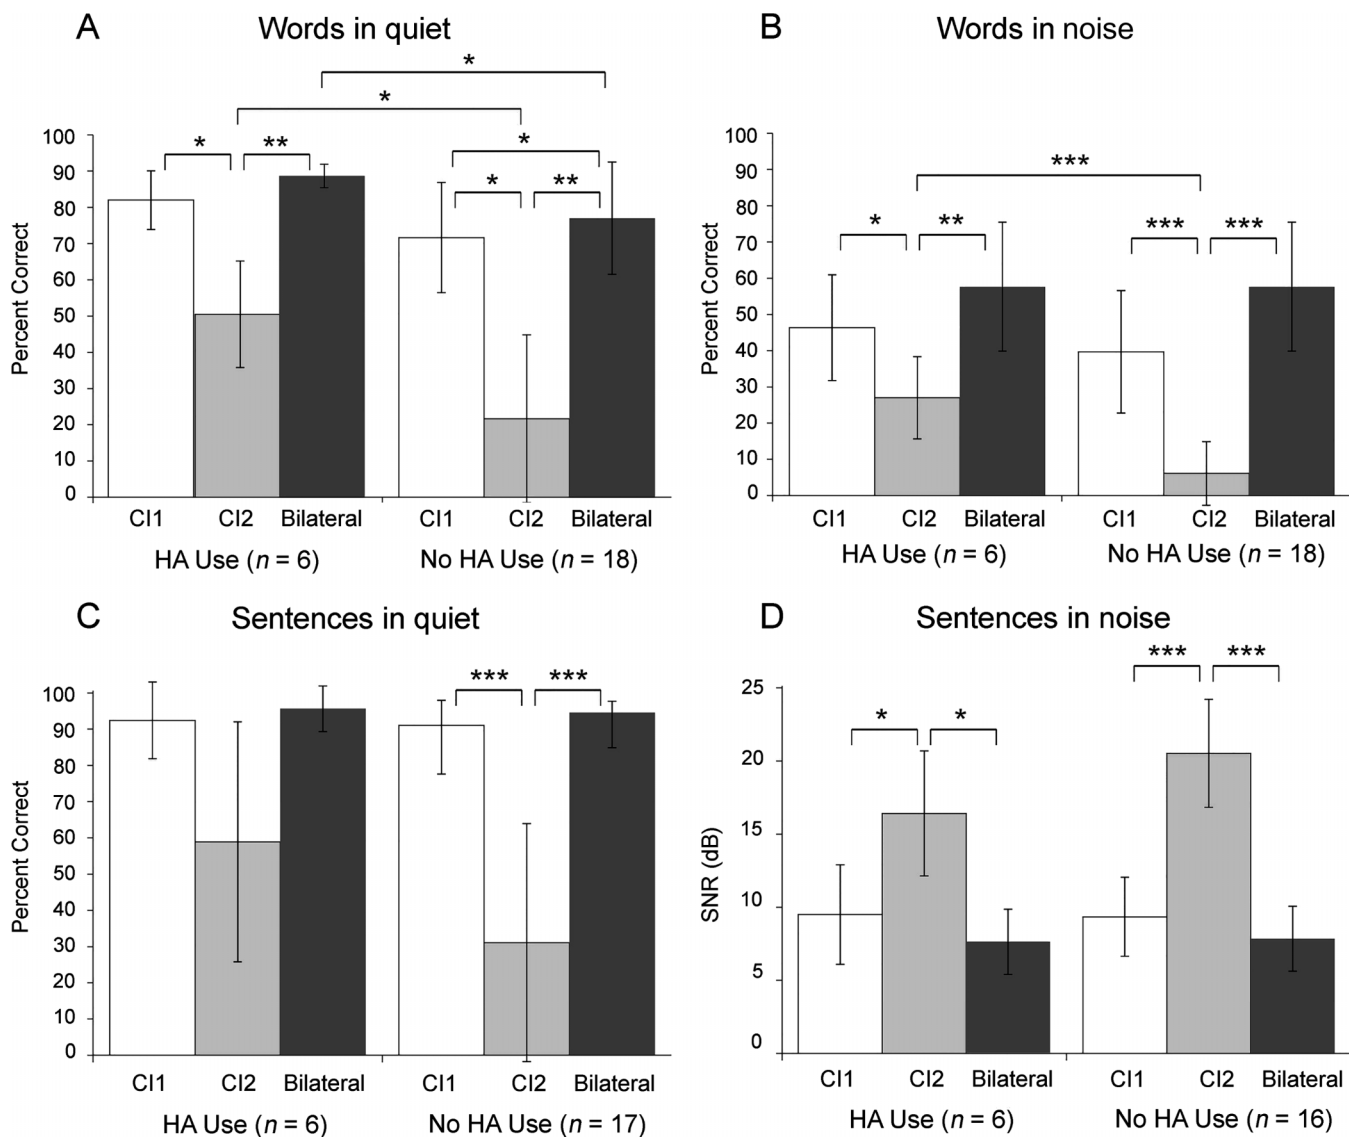 A Words in quiet
*
*
* **
*
* **
100
90
80
70
60
50
40
30
20
10
0
Percent Correct
CI1 CI2 Bilateral CI1 CI2 Bilateral
HA Use (n = 6) No HA Use (n = 18)
B Words in noise
***
* ** *** ***
100
90
80
70
60
50
40
30
20
10
0
Percent Correct
CI1 CI2 Bilateral CI1 CI2 Bilateral
HA Use (n = 6) No HA Use (n = 18)
C Sentences in quiet
*** ***
100
90
80
70
60
50
40
30
20
10
0
Percent Correct
CI1 CI2 Bilateral CI1 CI2 Bilateral
HA Use (n = 6) No HA Use (n = 17)
D Sentences in noise
*** ***
* *
25
20
15
10
5
0
SNR (dB)
CI1 CI2 Bilateral CI1 CI2 Bilateral
HA Use (n = 6) No HA Use (n = 16)